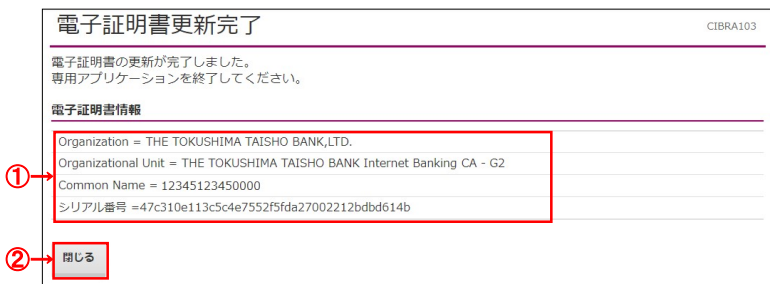 電子証明書更新完了
CIBRA103
電子証明書の更新が完了しました。
専用アプリケーションを終了してください。
電子証明書情報
Organization = THE TOKUSHIMA TAISHO BANK,LTD.
Organizational Unit = THE TOKUSHIMA TAISHO BANK Internet Banking CA - G2
① Common Name = 12345123450000
シリアル番号 =47c310e113c5c4e7552f5fda27002212bdbd614b
② 閉じる